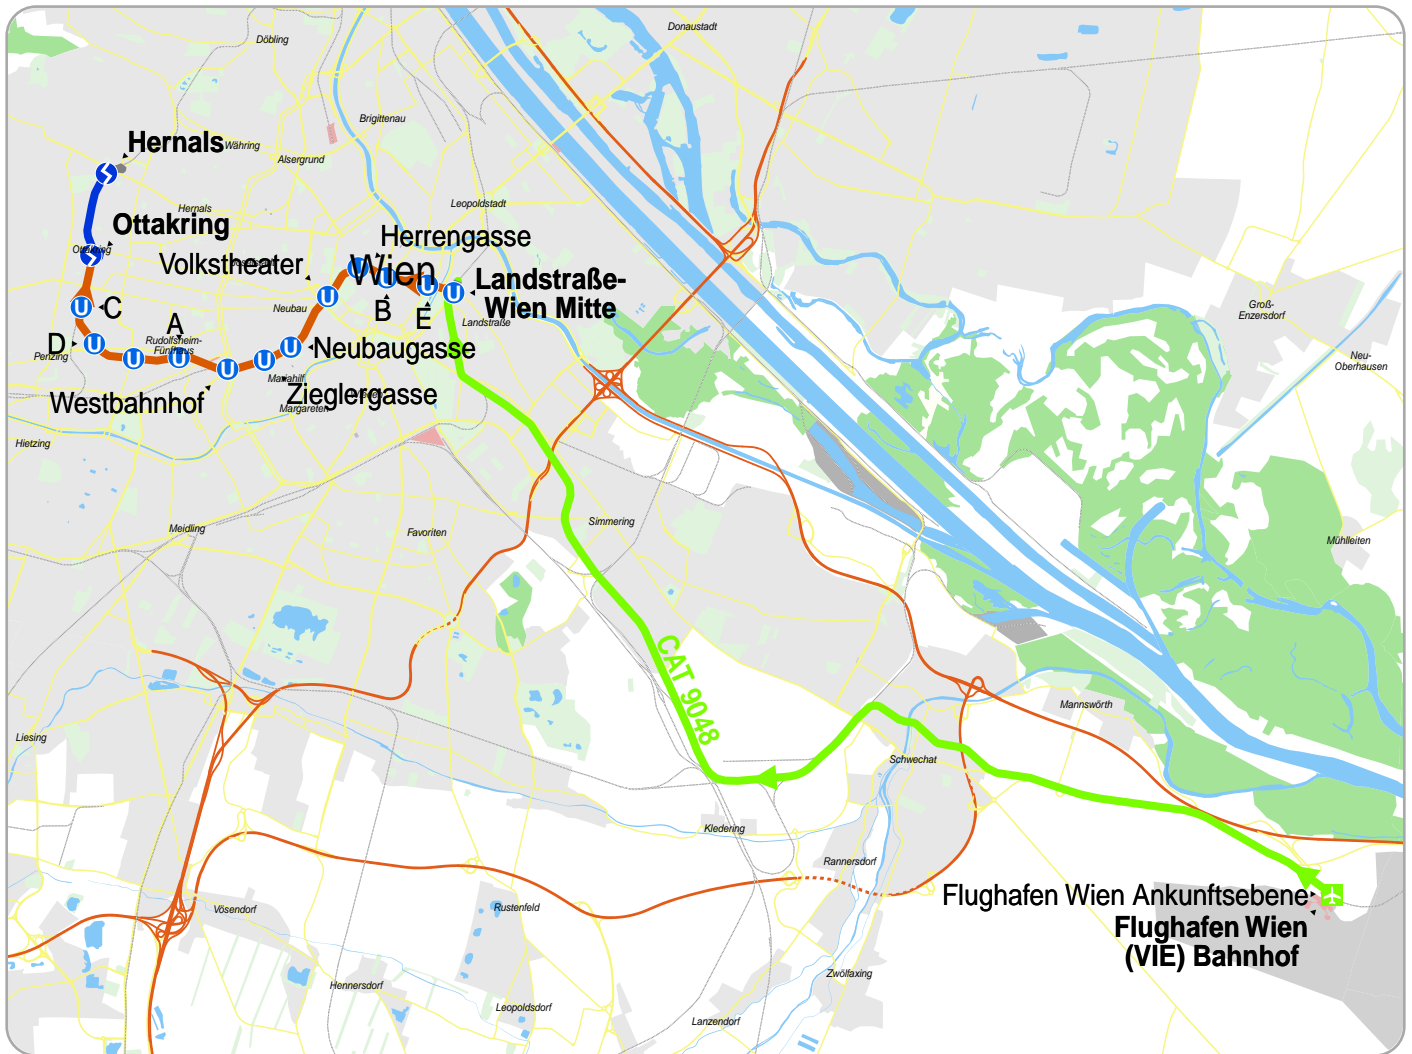 Donaustadt
Döbling
Brigittenau
Hernals
Währing
Alsergrund
Leopoldstadt
Hernals
Ottakring
Herrengasse
Ottakring
Volkstheater
Wien
Landstraße-
Wien Mitte
Neubau
C
B
E
Landstraße
A
D
Rudolfsheim-
Fünfhaus
Penzing
Neubaugasse
Mariahilf
Zieglergasse
Westbahnhof
Margareten
Hietzing
Groß-
Enzersdorf
Neu-
Oberhausen
Meidling
Favoriten
Simmering
Mühlleiten
CAT 9048
Mannswörth
Liesing
Schwechat
Kledering
Rannersdorf
Flughafen Wien Ankunftsebene
Flughafen Wien
(VIE) Bahnhof
Vösendorf
Rustenfeld
Zwölfaxing
Hennersdorf
Leopoldsdorf
Lanzendorf
U
U
U
U
U
U
U
U
U
U
U